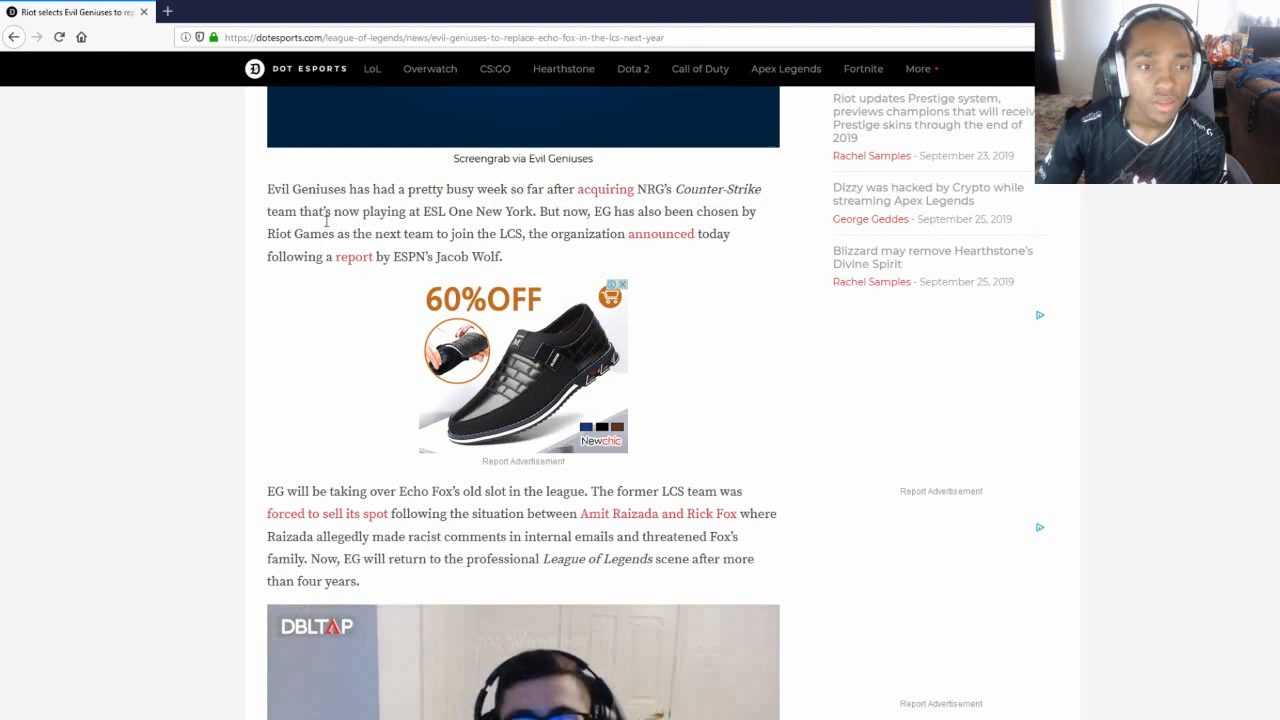 Riot selects Evil Geniuses to rep
https://dotesports.com/league-of-legends/news/evil-geniuses-to-replace-echo-fox-in-the-lcs-next-year
DOT ESPORTS LoL Overwatch CS:GO Hearthstone Dota 2 Call of Duty Apex Legends Fortnite More
Screengrab via Evil Geniuses
Evil Geniuses has had a pretty busy week so far after acquiring NRG's Counter-Strike
team that's now playing at ESL One New York. But now, EG has also been chosen by
Riot Games as the next team to join the LCS, the organization announced today
following a report by ESPN's Jacob Wolf.
60%OFF
Newchic
Report Advertisement
EG will be taking over Echo Fox's old slot in the league. The former LCS team was
forced to sell its spot following the situation between Amit Raizada and Rick Fox where
Raizada allegedly made racist comments in internal emails and threatened Fox's
family. Now, EG will return to the professional League of Legends scene after more
than four years.
DBLTAP
Riot updates Prestige system,
previews champions that will receiv
Prestige skins through the end of
2019
Rachel Samples - September 23, 2019
Dizzy was hacked by Crypto while
streaming Apex Legends
George Geddes - September 25, 2019
Blizzard may remove Hearthstone's
Divine Spirit
Rachel Samples - September 25, 2019
Report Advertisement
Report Advertisement